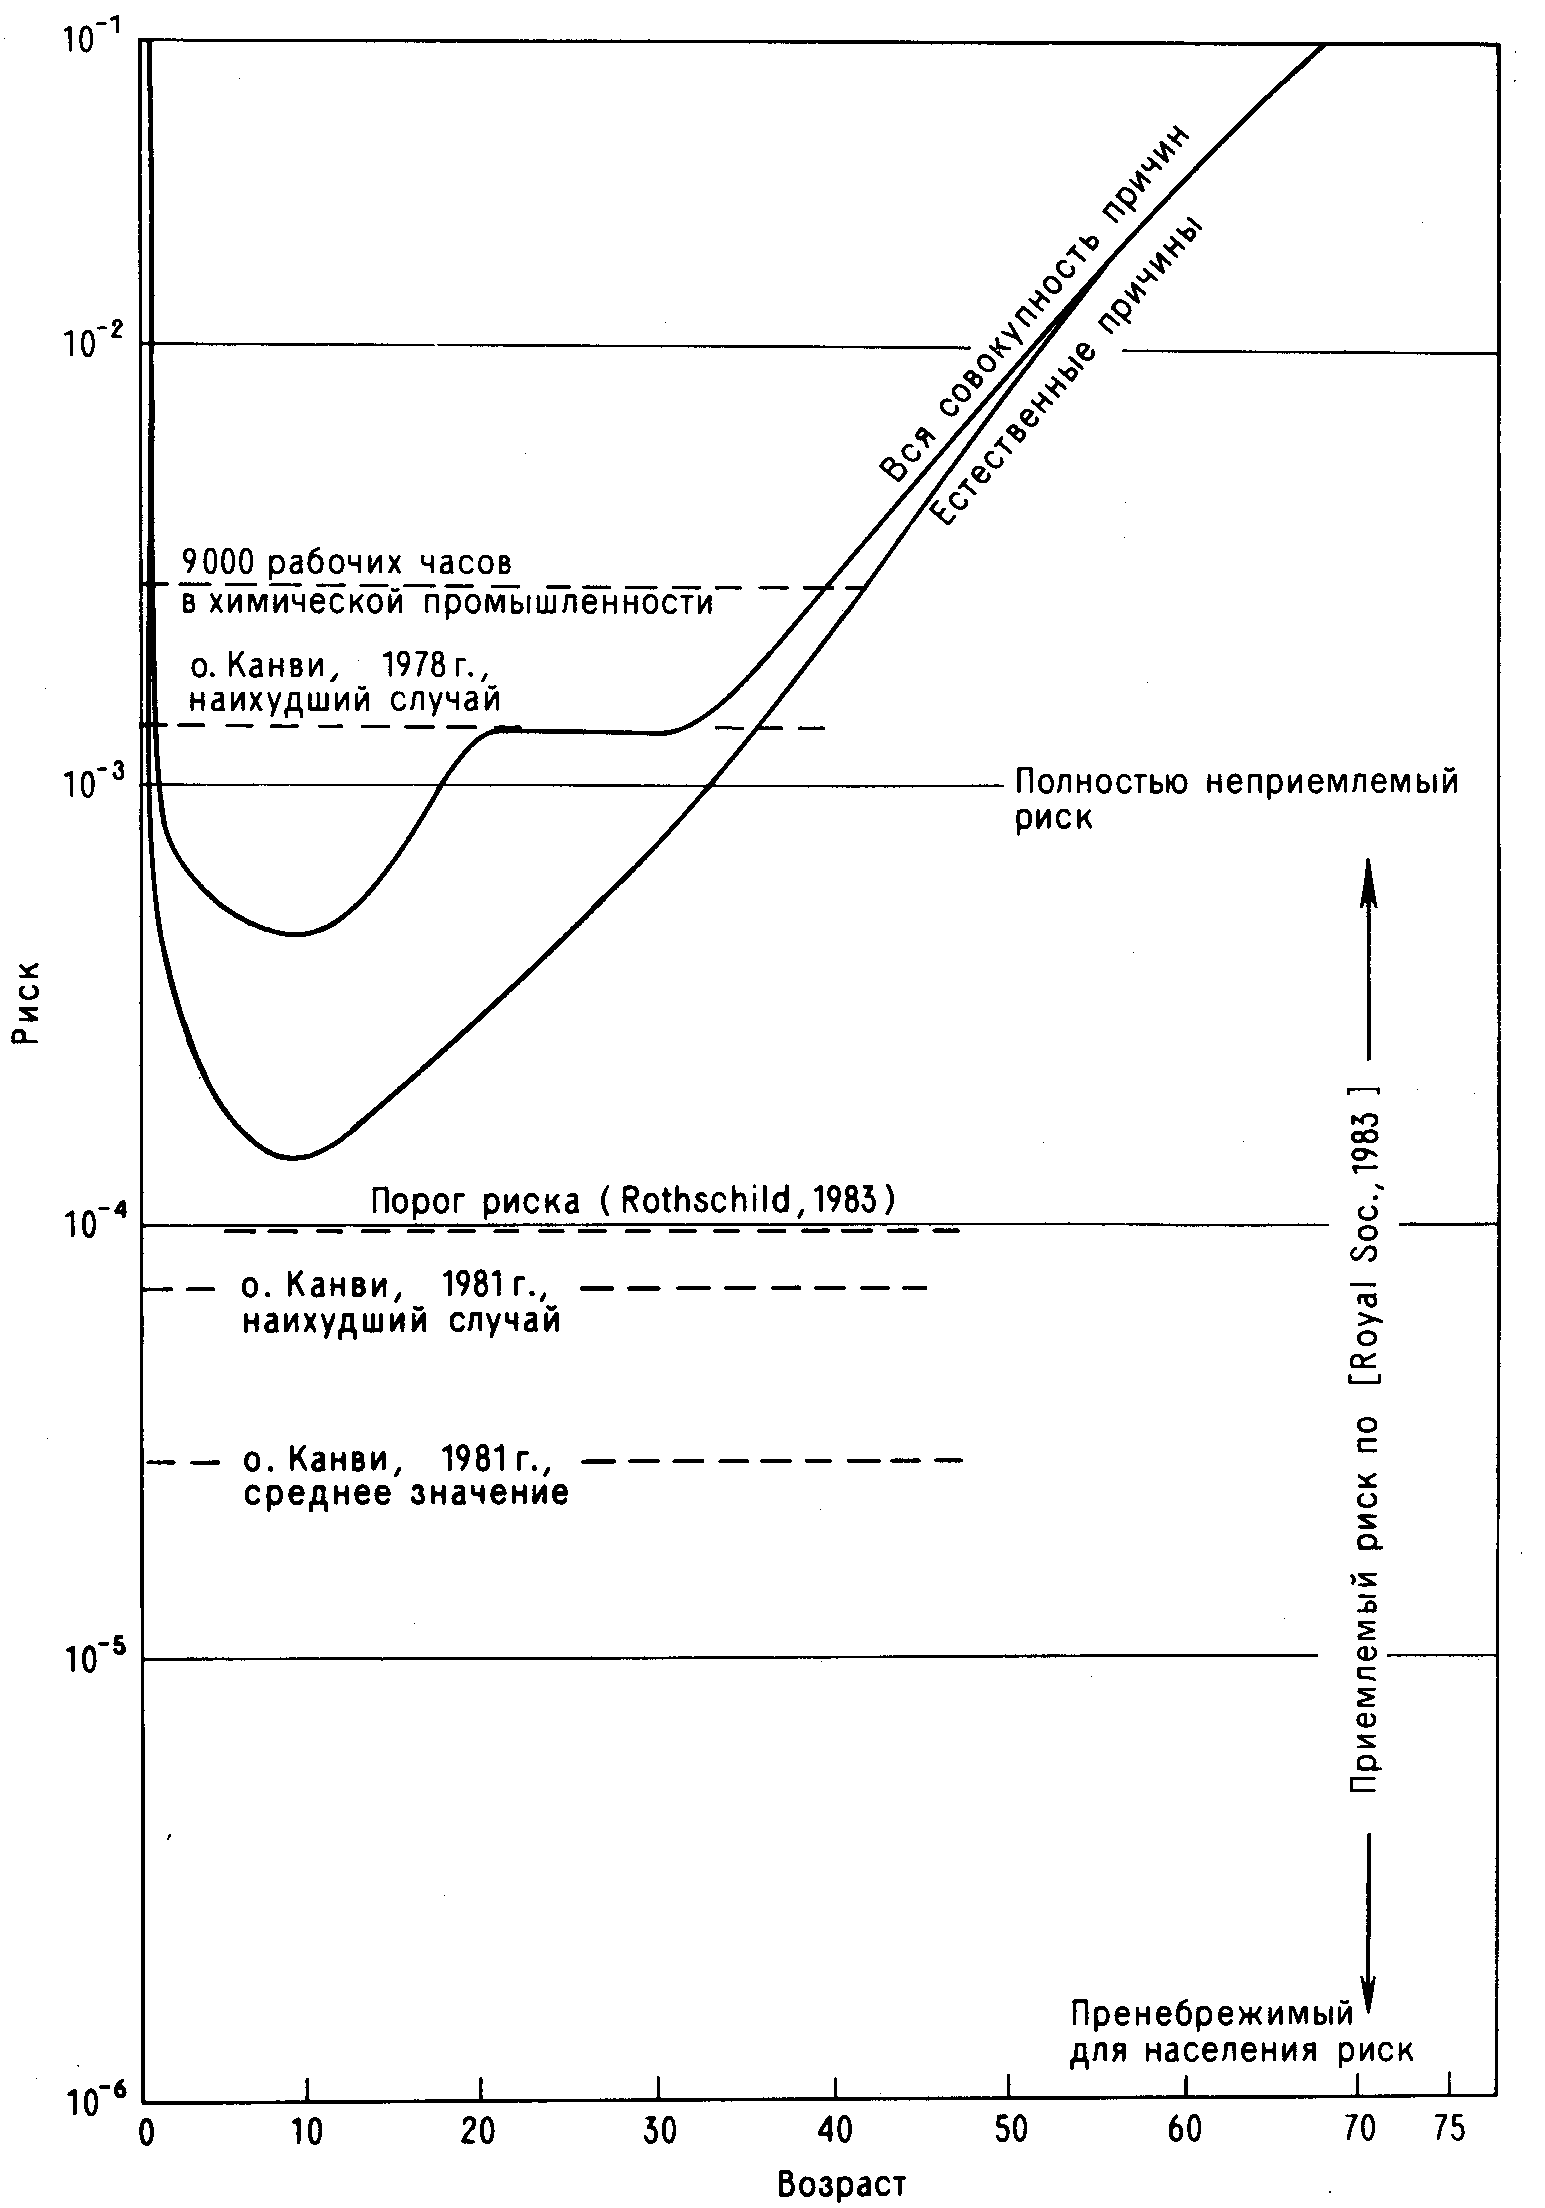 10⁻¹
Вся совокупность причин
Естественные причины
10⁻²
9000 рабочих часов
в химической промышленности
о. Канви, 1978 г.,
наихудший случай
10⁻³
Полностью неприемлемый
риск
Риск
Порог риска (Rothschild, 1983)
10⁻⁴
о. Канви, 1981 г.,
наихудший случай
о. Канви, 1981 г.,
среднее значение
Приемлемый риск по [Royal Soc., 1983]
10⁻⁵
Пренебрежимый
для населения риск
10⁻⁶
0 10 20 30 40 50 60 70 75
Возраст